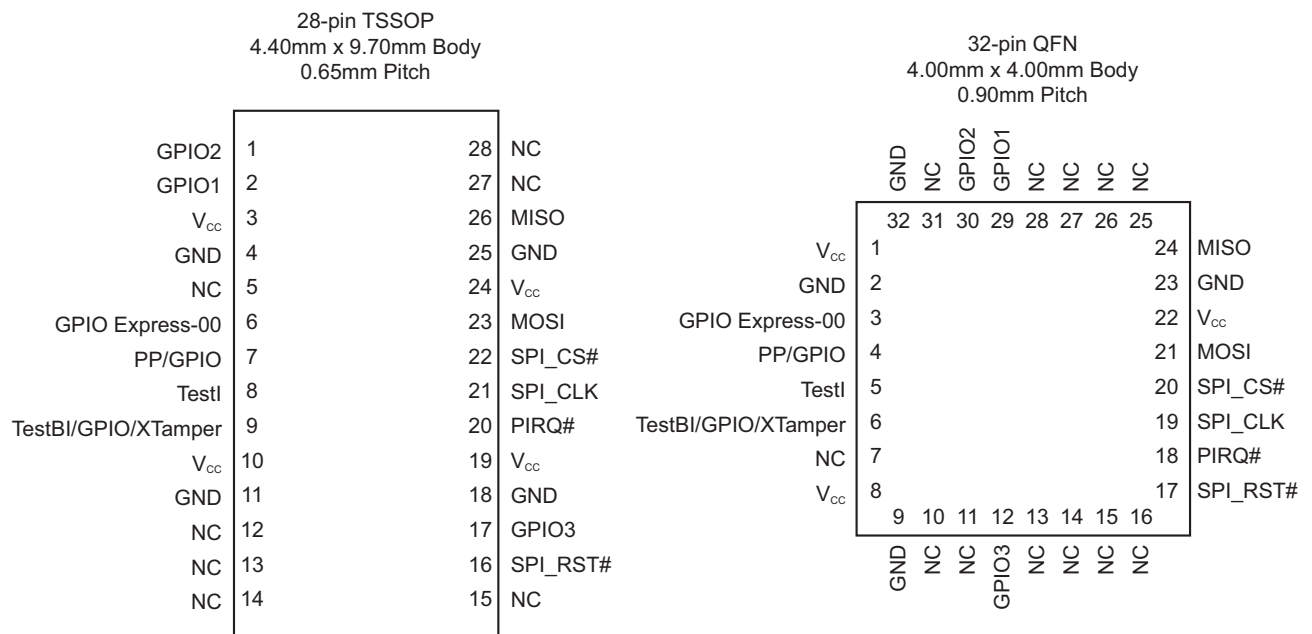 28-pin TSSOP
4.40mm x 9.70mm Body
0.65mm Pitch
GPIO2 1 28 NC
GPIO1 2 27 NC
Vcc 3 26 MISO
GND 4 25 GND
NC 5 24 Vcc
GPIO Express-00 6 23 MOSI
PP/GPIO 7 22 SPI_CS#
TestI 8 21 SPI_CLK
TestBI/GPIO/XTamper 9 20 PIRQ#
Vcc 10 19 Vcc
GND 11 18 GND
NC 12 17 GPIO3
NC 13 16 SPI_RST#
NC 14 15 NC
32-pin QFN
4.00mm x 4.00mm Body
0.90mm Pitch
GND NC GPIO2 GPIO1 NC NC NC NC
32 31 30 29 28 27 26 25
Vcc 1 24 MISO
GND 2 23 GND
GPIO Express-00 3 22 Vcc
PP/GPIO 4 21 MOSI
TestI 5 20 SPI_CS#
TestBI/GPIO/XTamper 6 19 SPI_CLK
NC 7 18 PIRQ#
Vcc 8 17 SPI_RST#
9 10 11 12 13 14 15 16
GND NC NC GPIO3 NC NC NC NC